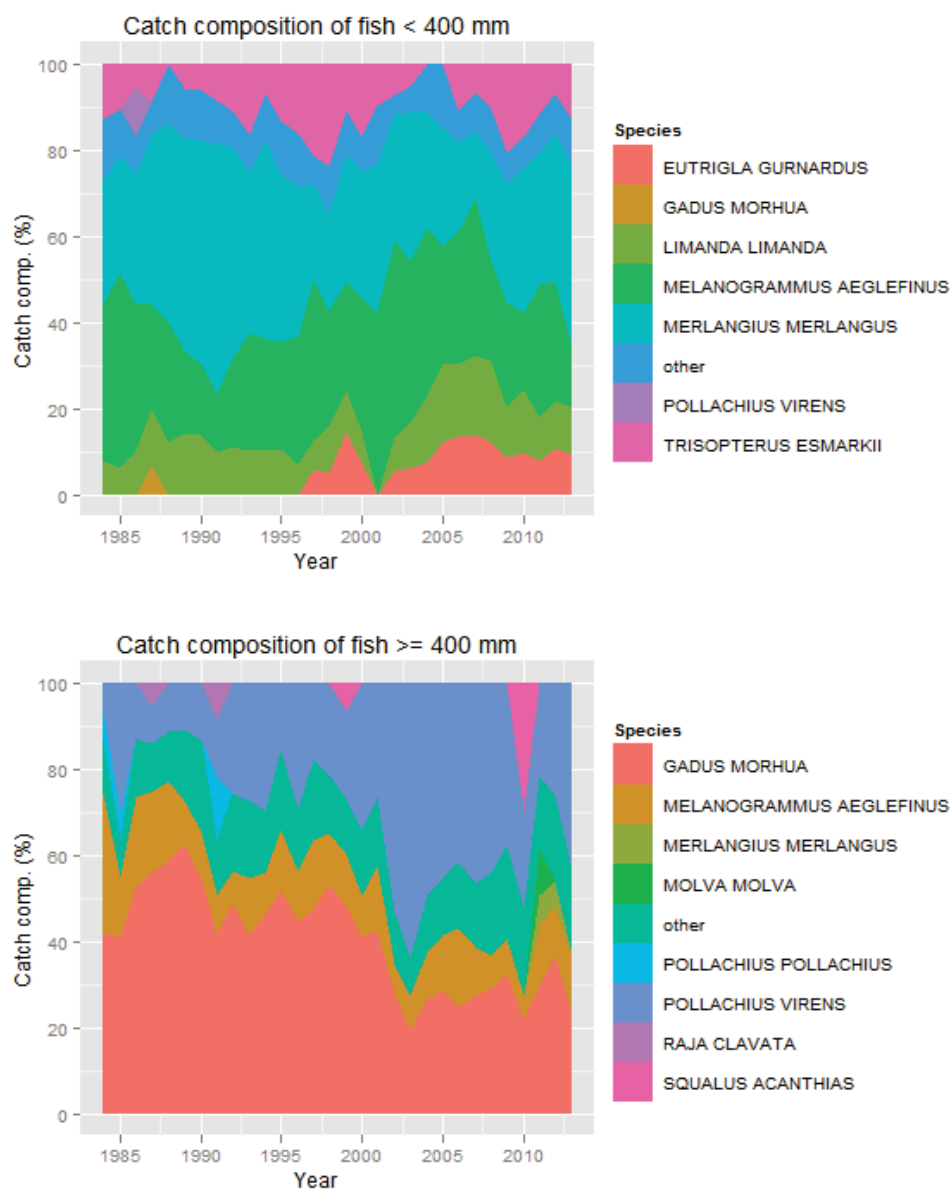 Catch composition of fish < 400 mm
Catch comp. (%)
100
80
60
40
20
0
1985 1990 1995 2000 2005 2010
Year
Species
EUTRIGLA GURNARDUS
GADUS MORHUA
LIMANDA LIMANDA
MELANOGRAMMUS AEGLEFINUS
MERLANGIUS MERLANGUS
other
POLLACHIUS VIRENS
TRISOPTERUS ESMARKII
Catch composition of fish >= 400 mm
Catch comp. (%)
100
80
60
40
20
0
1985 1990 1995 2000 2005 2010
Year
Species
GADUS MORHUA
MELANOGRAMMUS AEGLEFINUS
MERLANGIUS MERLANGUS
MOLVA MOLVA
other
POLLACHIUS POLLACHIUS
POLLACHIUS VIRENS
RAJA CLAVATA
SQUALUS ACANTHIAS